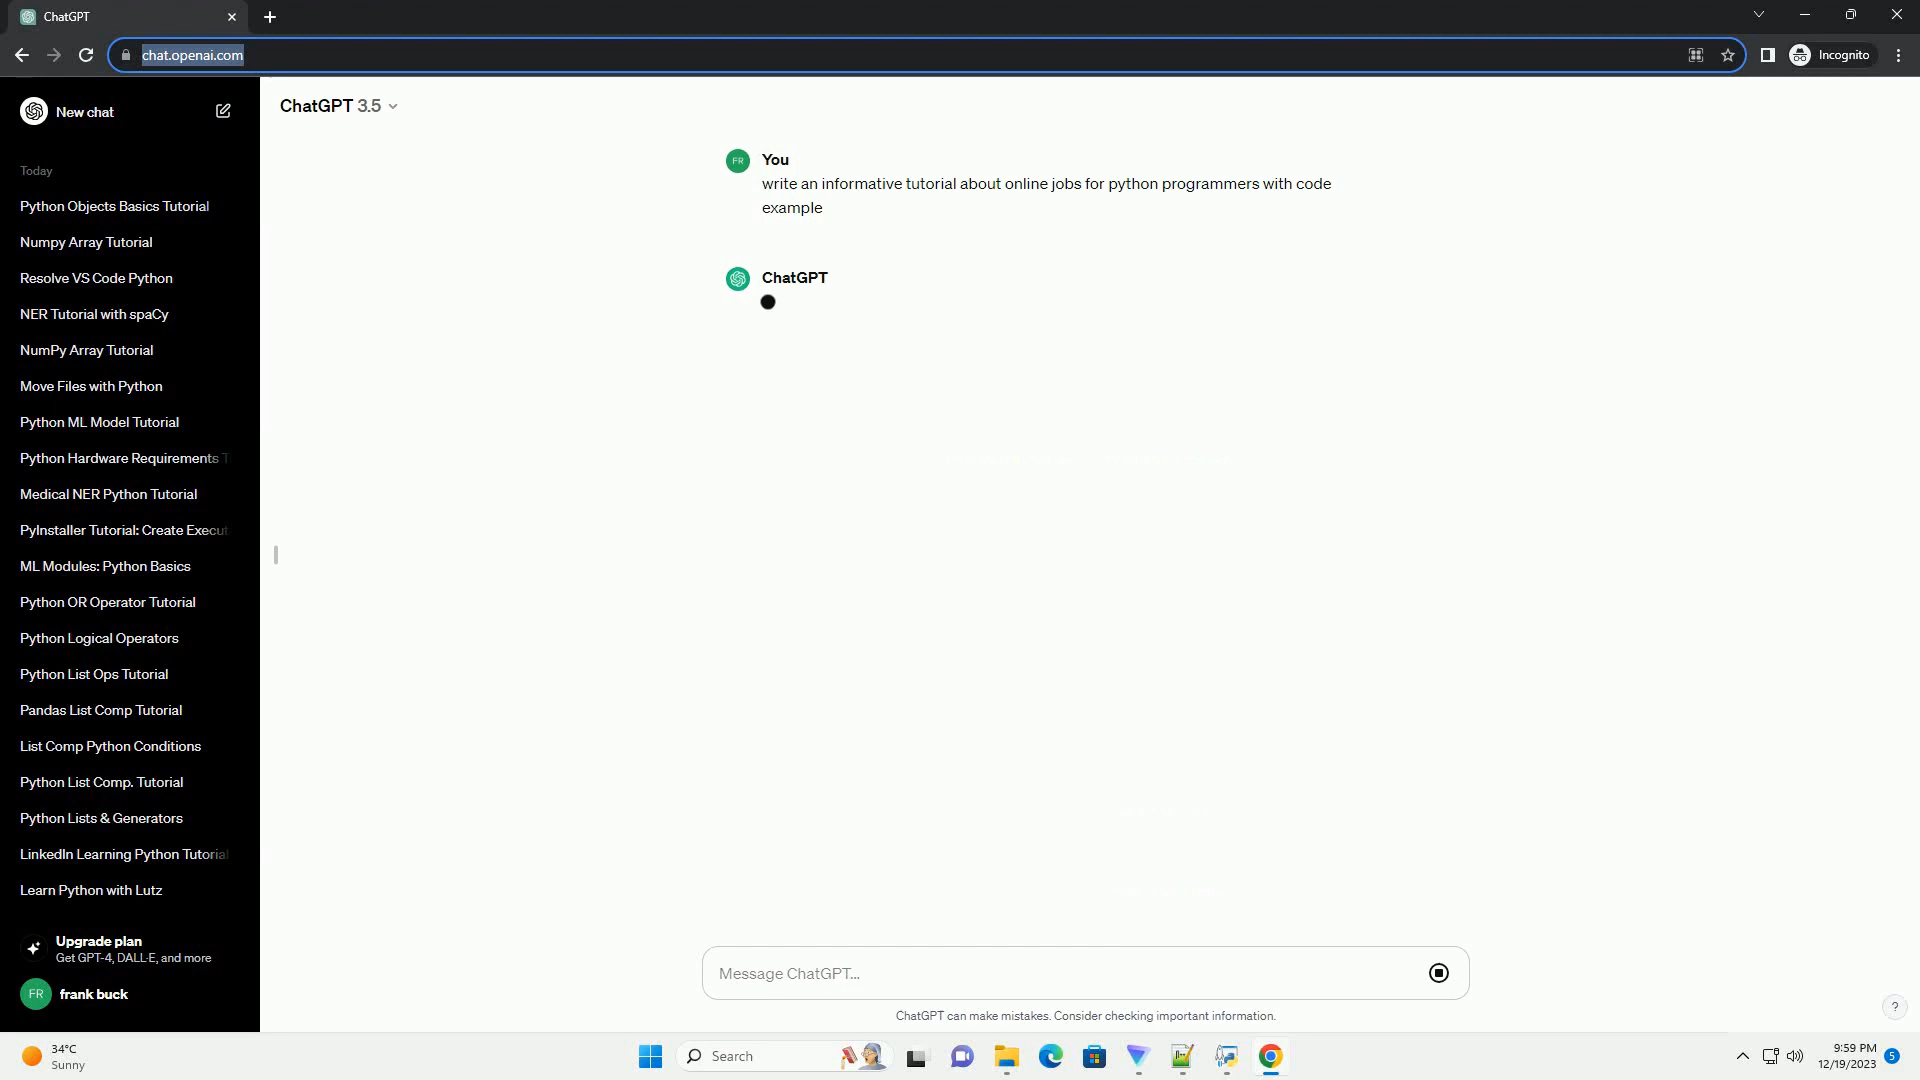 ChatGPT
chat.openai.com
Incognito
New chat
ChatGPT 3.5
Today
Python Objects Basics Tutorial
Numpy Array Tutorial
Resolve VS Code Python
NER Tutorial with spaCy
NumPy Array Tutorial
Move Files with Python
Python ML Model Tutorial
Python Hardware Requirements T
Medical NER Python Tutorial
PyInstaller Tutorial: Create Execut
ML Modules: Python Basics
Python OR Operator Tutorial
Python Logical Operators
Python List Ops Tutorial
Pandas List Comp Tutorial
List Comp Python Conditions
Python List Comp. Tutorial
Python Lists & Generators
LinkedIn Learning Python Tutorial
Learn Python with Lutz
Upgrade plan
Get GPT-4, DALL·E, and more
FR
frank buck
FR
You
write an informative tutorial about online jobs for python programmers with code
example
ChatGPT
Message ChatGPT...
ChatGPT can make mistakes. Consider checking important information.
?
34°C
Sunny
Search
9:59 PM
12/19/2023
5